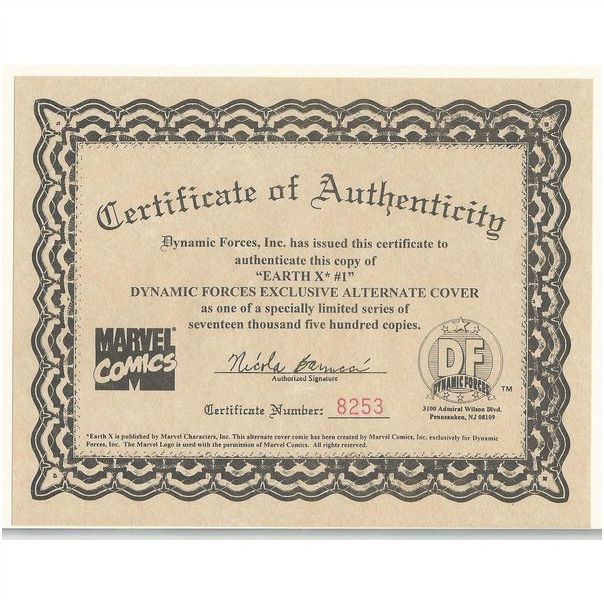 Certificate of Authenticity
Dynamic Forces, Inc. has issued this certificate to
authenticate this copy of
“EARTH X* #1”
DYNAMIC FORCES EXCLUSIVE ALTERNATE COVER
as one of a specially limited series of
seventeen thousand five hundred copies.
MARVEL
COMICS
M
Nicola Barrucci
Authorized Signature
Certificate Number: 8253
DF
DYNAMIC FORCES
TM
3100 Admiral Wilson Blvd.
Pennsauken, NJ 08109
*Earth X is published by Marvel Characters, Inc. This alternate cover comic has been created by Marvel Comics, Inc. exclusively for Dynamic
Forces, Inc. The Marvel Logo is used with the permission of Marvel Comics. All rights reserved.